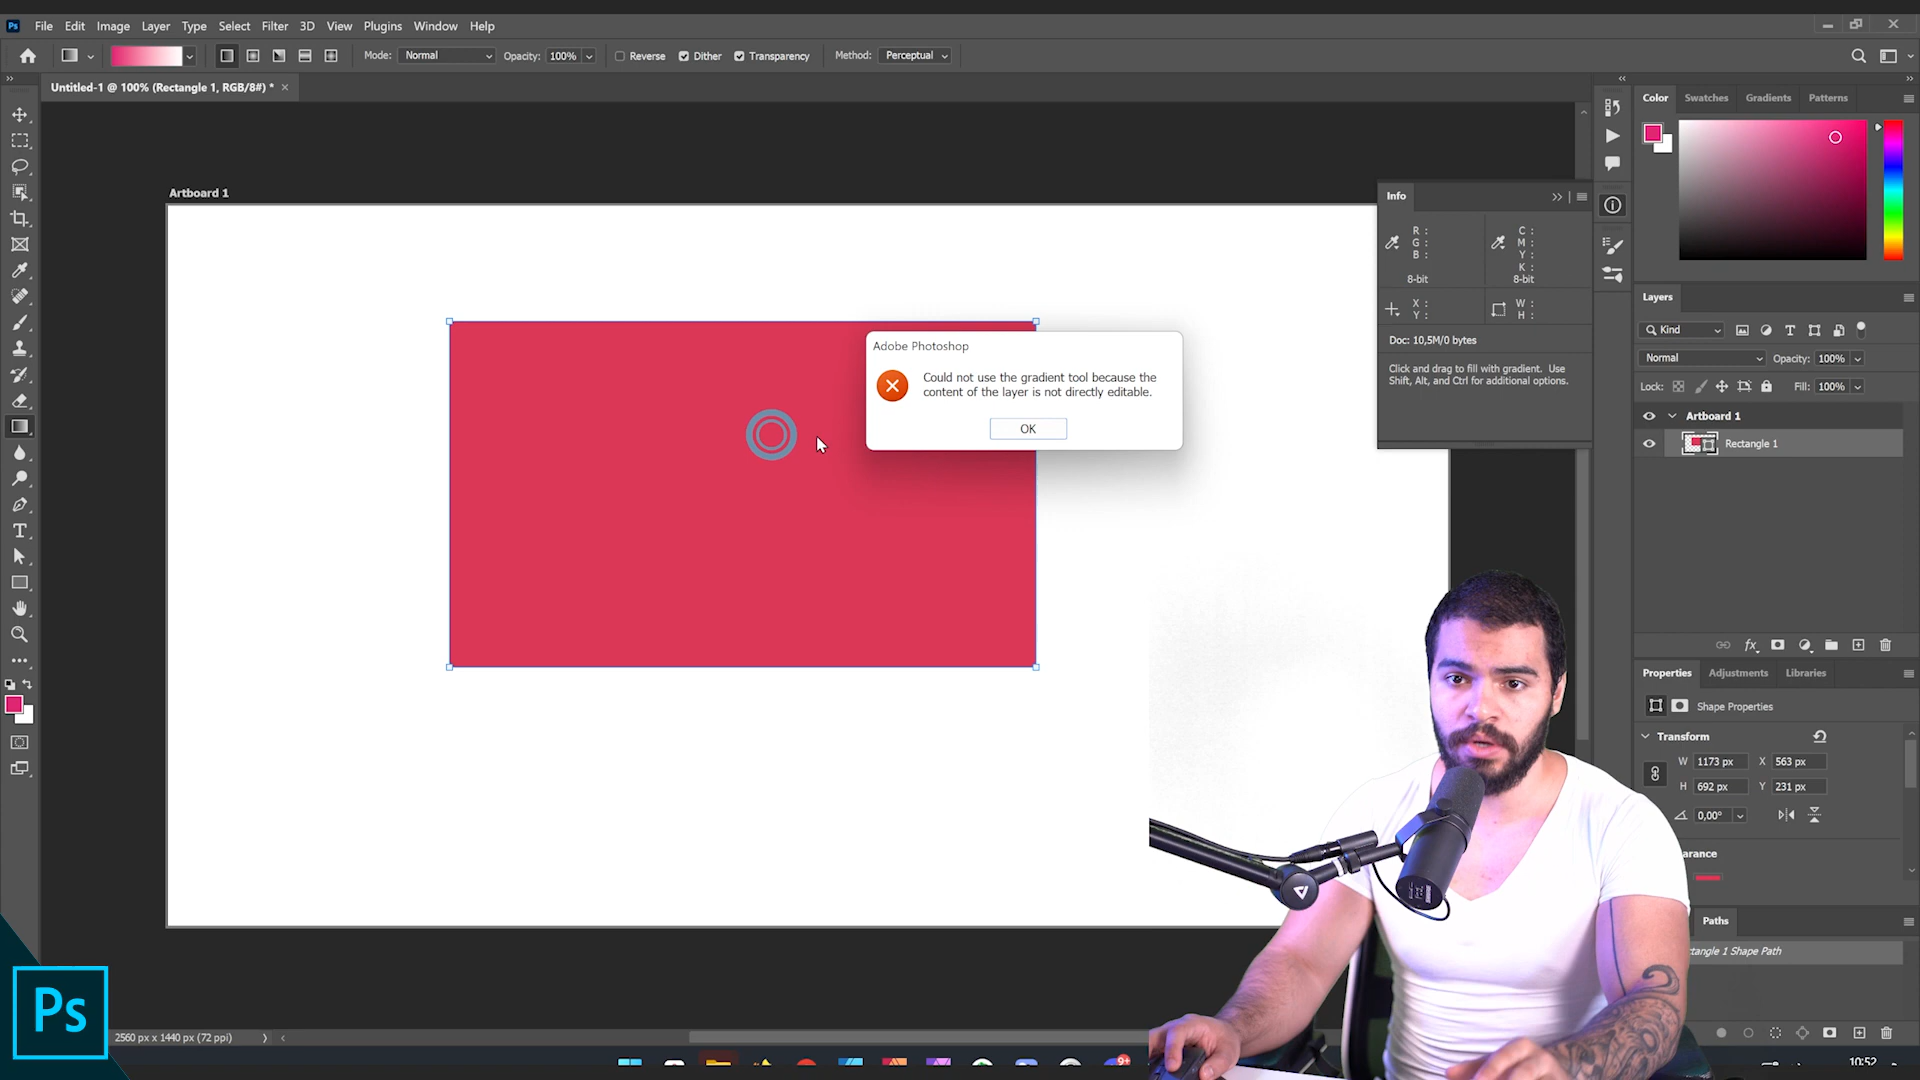 Ps File Edit Image Layer Type Select Filter 3D View Plugins Window Help
Mode: Normal Opacity: 100% Reverse Dither Transparency Method: Perceptual
Untitled-1 @ 100% (Rectangle 1, RGB/8#) *
Artboard 1
Adobe Photoshop
Could not use the gradient tool because the
content of the layer is not directly editable.
OK
Info
R :
G :
B :
8-bit
C :
M :
Y :
K :
8-bit
X :
Y :
W :
H :
Doc: 10,5M/0 bytes
Click and drag to fill with gradient. Use
Shift, Alt, and Ctrl for additional options.
Color Swatches Gradients Patterns
Layers
Kind
Normal Opacity: 100%
Lock: Fill: 100%
Artboard 1
Rectangle 1
fx
Properties Adjustments Libraries
Shape Properties
Transform
W 1173 px X 563 px
H 692 px Y 231 px
0,00°
arance
Paths
ctangle 1 Shape Path
Ps
2560 px x 1440 px (72 ppi)
9+
10:52